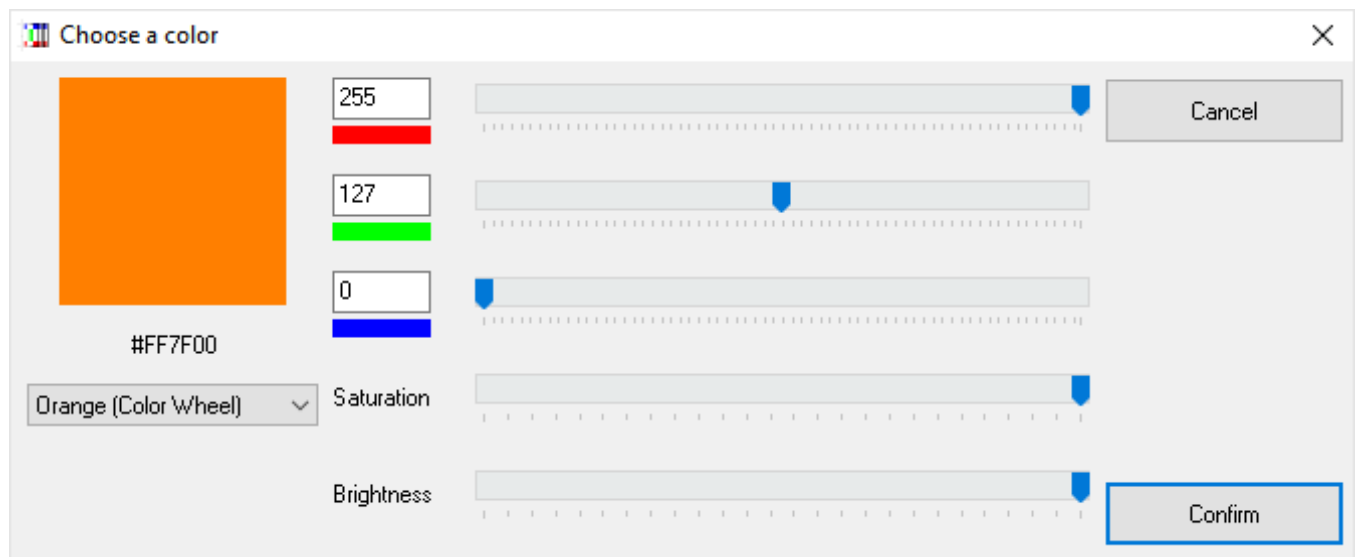 Choose a color
255
Cancel
127
0
#FF7F00
Orange (Color Wheel)
Saturation
Brightness
Confirm